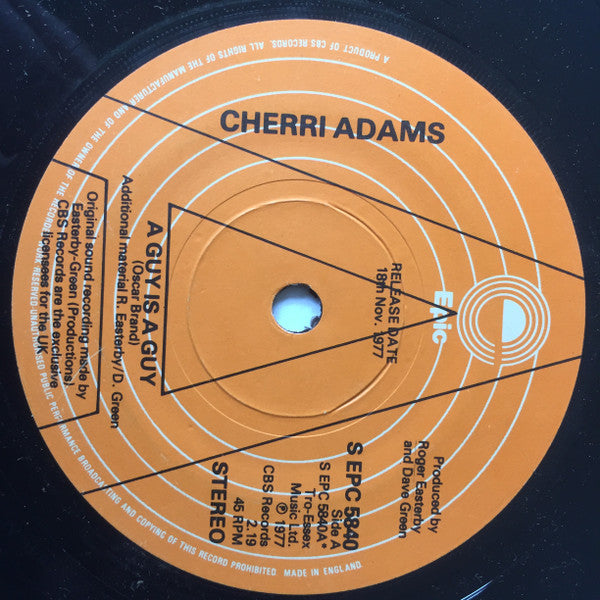 CHERRI ADAMS
Epic
RELEASE DATE
18th Nov. 1977
A GUY IS A GUY
(Oscar Brand)
Additional material R. Easterby/D. Green
Original sound recording made by
Easterby-Green (Productions)
CBS Records are the exclusive
licensees for the UK
Produced by
Roger Easterby
and Dave Green
S EPC 5840
Side A
S EPC 5840A*
Tro-Essex
Music Ltd.
℗ 1977
CBS Records
STEREO
2.19
45 RPM
A PRODUCT OF CBS RECORDS. ALL RIGHTS OF THE MANUFACTURER AND OF THE OWNER OF THE RECORDED WORK RESERVED UNAUTHORISED PUBLIC PERFORMANCE BROADCASTING AND COPYING OF THIS RECORD PROHIBITED. MADE IN ENGLAND.